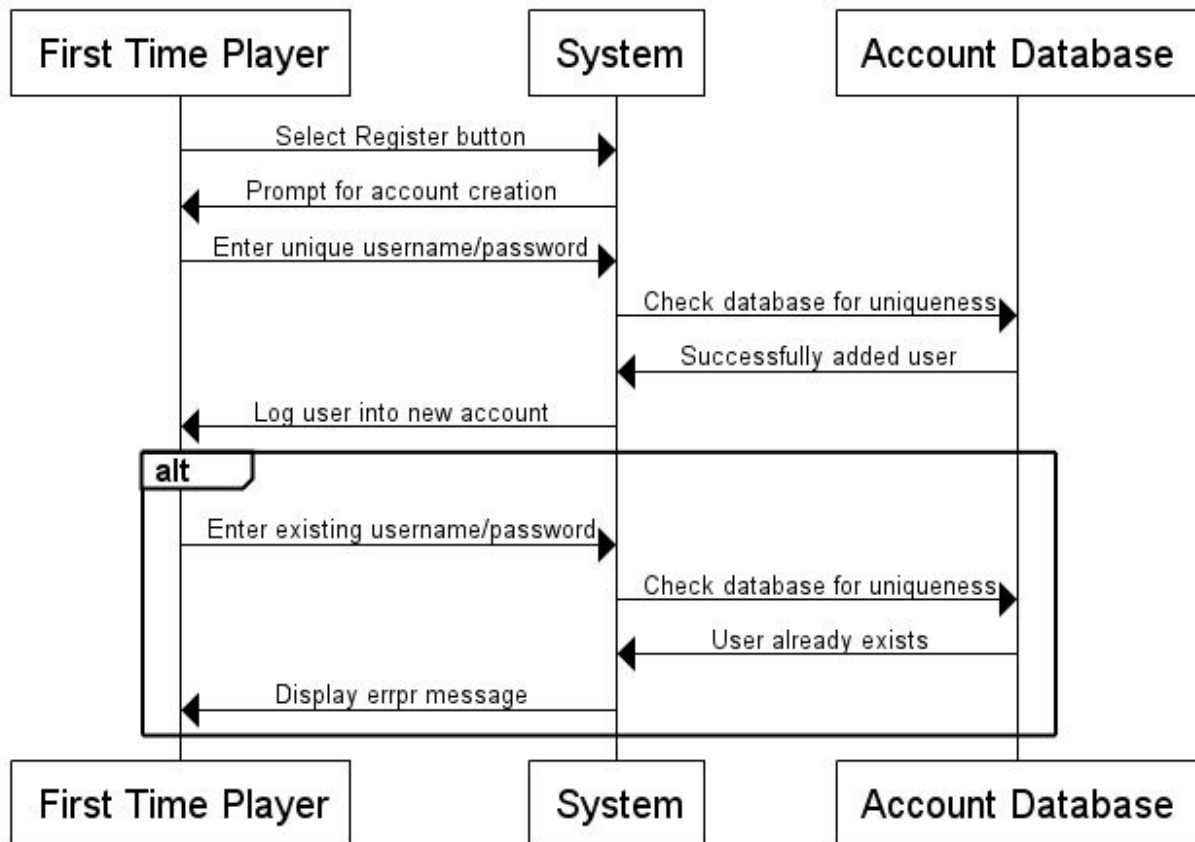 First Time Player
System
Account Database
Select Register button
Prompt for account creation
Enter unique username/password
Check database for uniqueness
Successfully added user
Log user into new account
alt
Enter existing username/password
Check database for uniqueness
User already exists
Display errpr message
First Time Player
System
Account Database